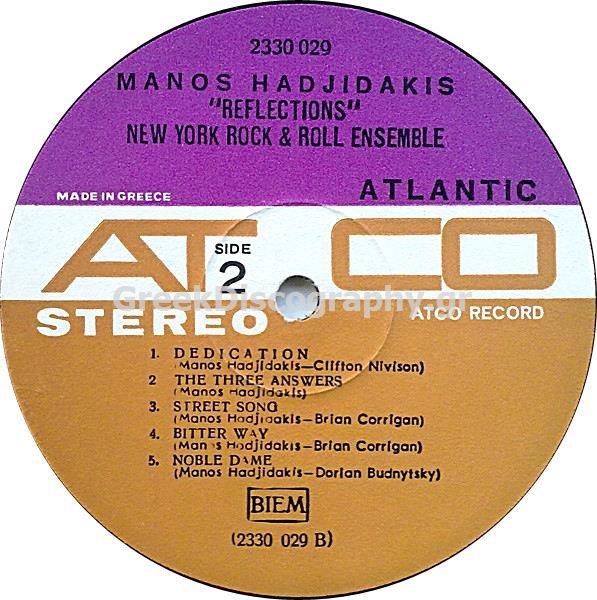 2330 029
MANOS HADJIDAKIS
"REFLECTIONS"
NEW YORK ROCK & ROLL ENSEMBLE
MADE IN GREECE
ATLANTIC
ATCO
SIDE
2
GreekDiscography.gr
STEREO
ATCO RECORD
1. DEDICATION
(Manos Hadjidakis—Clifton Nivison)
2 THE THREE ANSWERS
(Manos Hadjidakis)
3. STREET SONG
(Manos Hadjidakis—Brian Corrigan)
4. BITTER WAY
(Manos Hadjidakis—Brian Corrigan)
5. NOBLE DAME
(Manos Hadjidakis—Dorian Budnytsky)
BIEM
(2330 029 B)